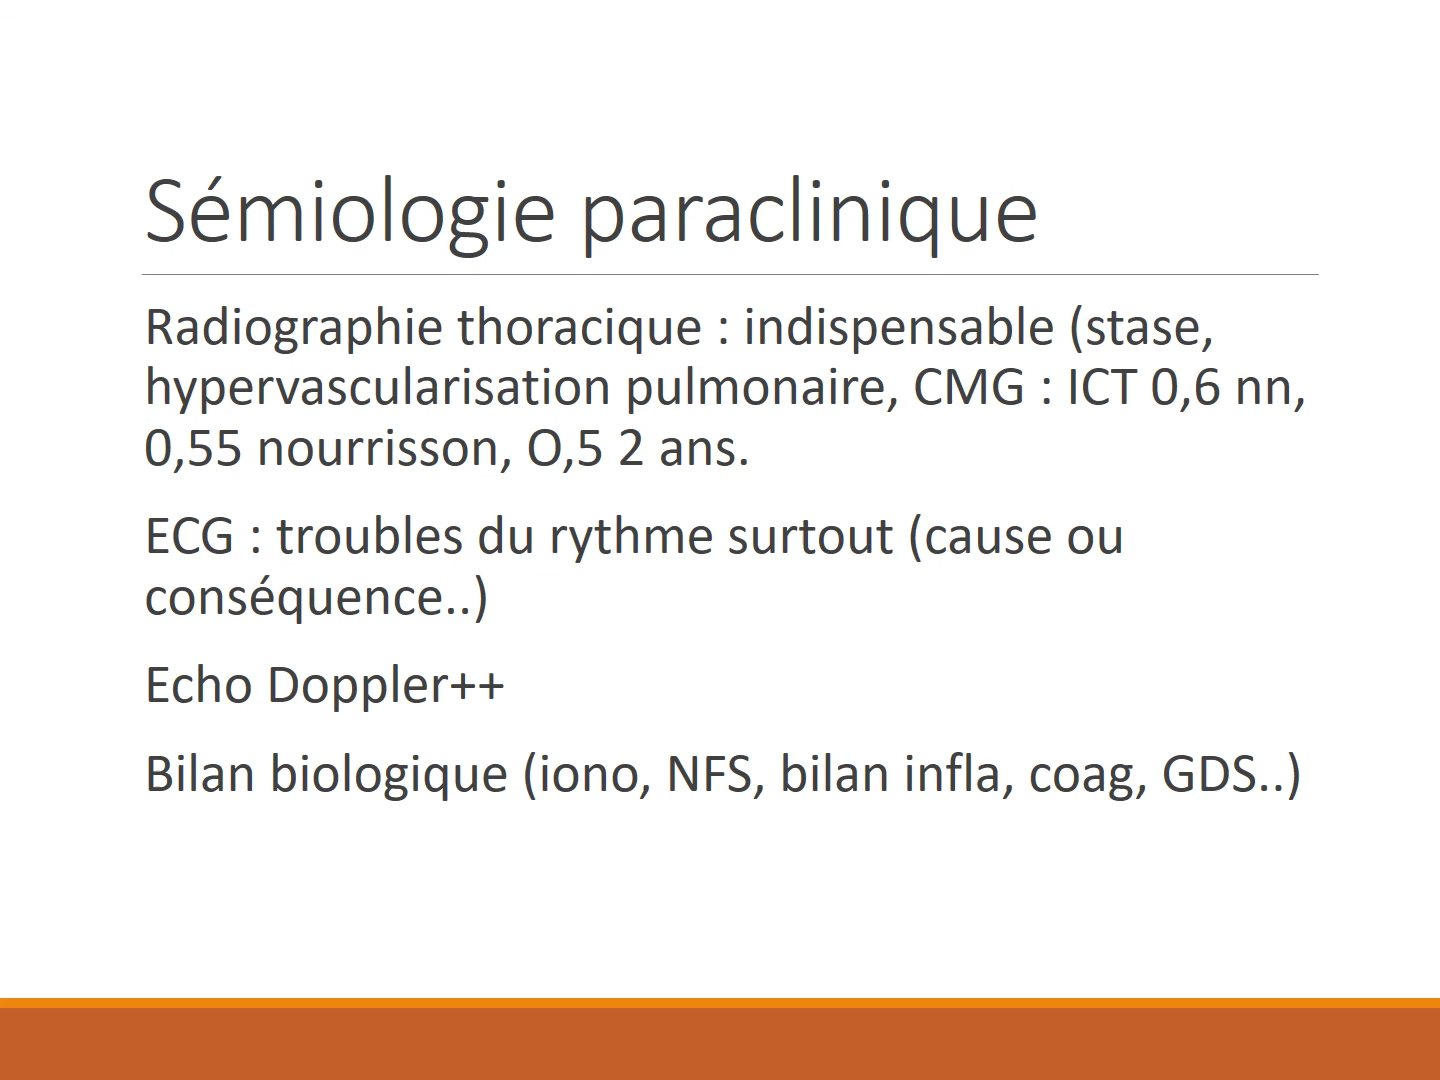 Sémiologie paraclinique
Radiographie thoracique : indispensable (stase,
hypervascularisation pulmonaire, CMG : ICT 0,6 nn,
0,55 nourrisson, O,5 2 ans.
ECG : troubles du rythme surtout (cause ou
conséquence..)
Echo Doppler++
Bilan biologique (iono, NFS, bilan infla, coag, GDS..)